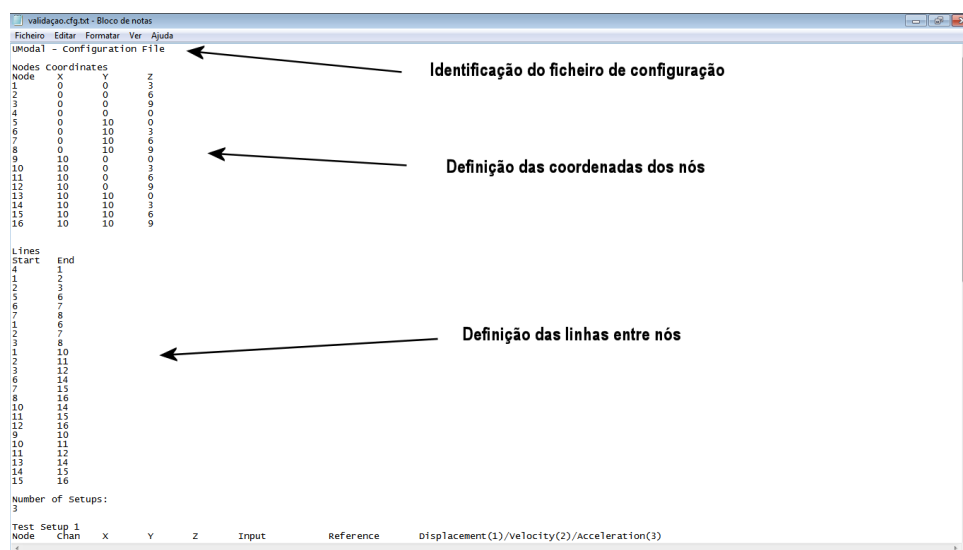 validaçao.cfg.txt - Bloco de notas
Ficheiro Editar Formatar Ver Ajuda
UModal - Configuration File
Identificação do ficheiro de configuração
Nodes Coordinates
Node X Y Z
1 0 0 3
2 0 0 6
3 0 0 9
4 0 0 0
5 0 10 0
6 0 10 3
7 0 10 6
8 0 10 9
9 10 0 0
10 10 0 3
11 10 0 6
12 10 0 9
13 10 10 0
14 10 10 3
15 10 10 6
16 10 10 9
Definição das coordenadas dos nós
Lines
Start End
4 1
1 2
2 3
5 6
6 7
7 8
1 6
2 7
3 8
1 10
2 11
3 12
6 14
7 15
8 16
10 14
11 15
12 16
9 10
10 11
11 12
13 14
14 15
15 16
Definição das linhas entre nós
Number of Setups:
3
Test Setup 1
Node Chan X Y Z Input Reference Displacement(1)/Velocity(2)/Acceleration(3)